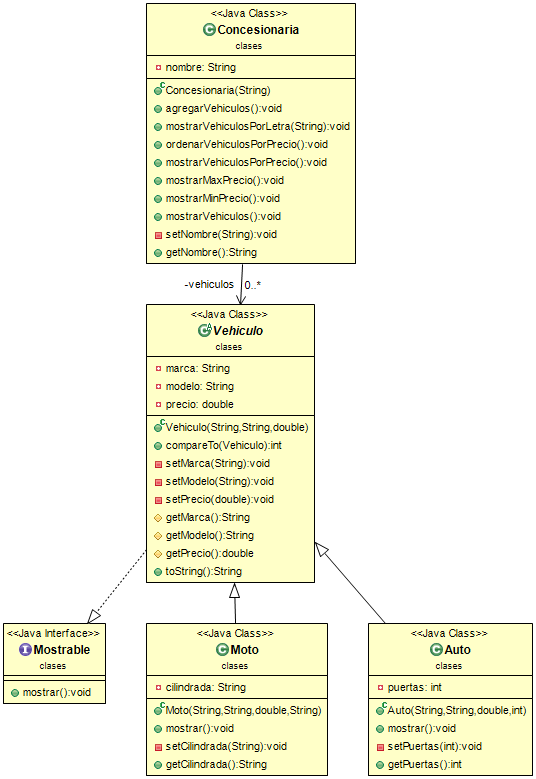 <<Java Class>>
Concesionaria
clases
nombre: String
Concesionaria(String)
agregarVehiculos():void
mostrarVehiculosPorLetra(String):void
ordenarVehiculosPorPrecio():void
mostrarVehiculosPorPrecio():void
mostrarMaxPrecio():void
mostrarMinPrecio():void
mostrarVehiculos():void
setNombre(String):void
getNombre():String
-vehiculos 0..*
<<Java Class>>
Vehiculo
clases
marca: String
modelo: String
precio: double
Vehiculo(String,String,double)
compareTo(Vehiculo):int
setMarca(String):void
setModelo(String):void
setPrecio(double):void
getMarca():String
getModelo():String
getPrecio():double
toString():String
<<Java Interface>>
Mostrable
clases
mostrar():void
<<Java Class>>
Moto
clases
cilindrada: String
Moto(String,String,double,String)
mostrar():void
setCilindrada(String):void
getCilindrada():String
<<Java Class>>
Auto
clases
puertas: int
Auto(String,String,double,int)
mostrar():void
setPuertas(int):void
getPuertas():int